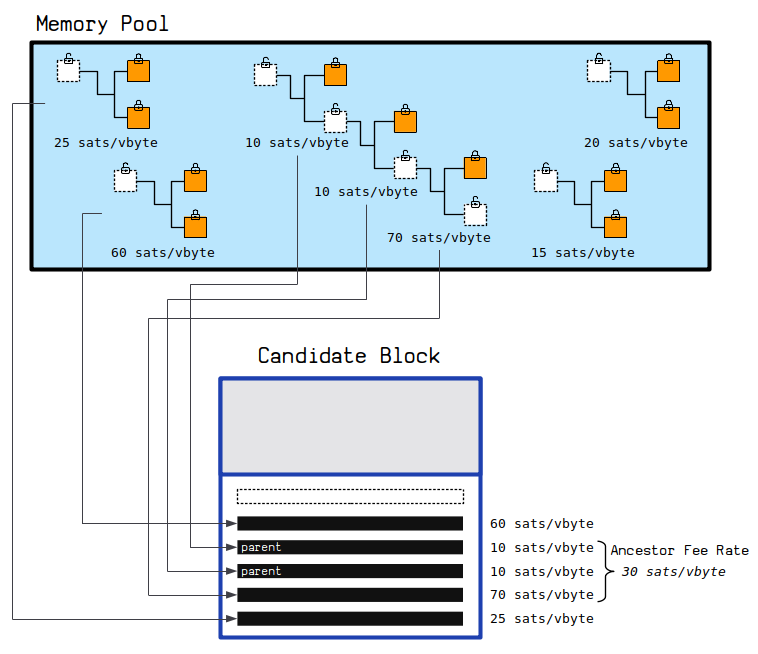 Memory Pool
25 sats/vbyte
10 sats/vbyte
20 sats/vbyte
10 sats/vbyte
70 sats/vbyte
60 sats/vbyte
15 sats/vbyte
Candidate Block
60 sats/vbyte
parent
10 sats/vbyte
Ancestor Fee Rate
parent
10 sats/vbyte
30 sats/vbyte
70 sats/vbyte
25 sats/vbyte